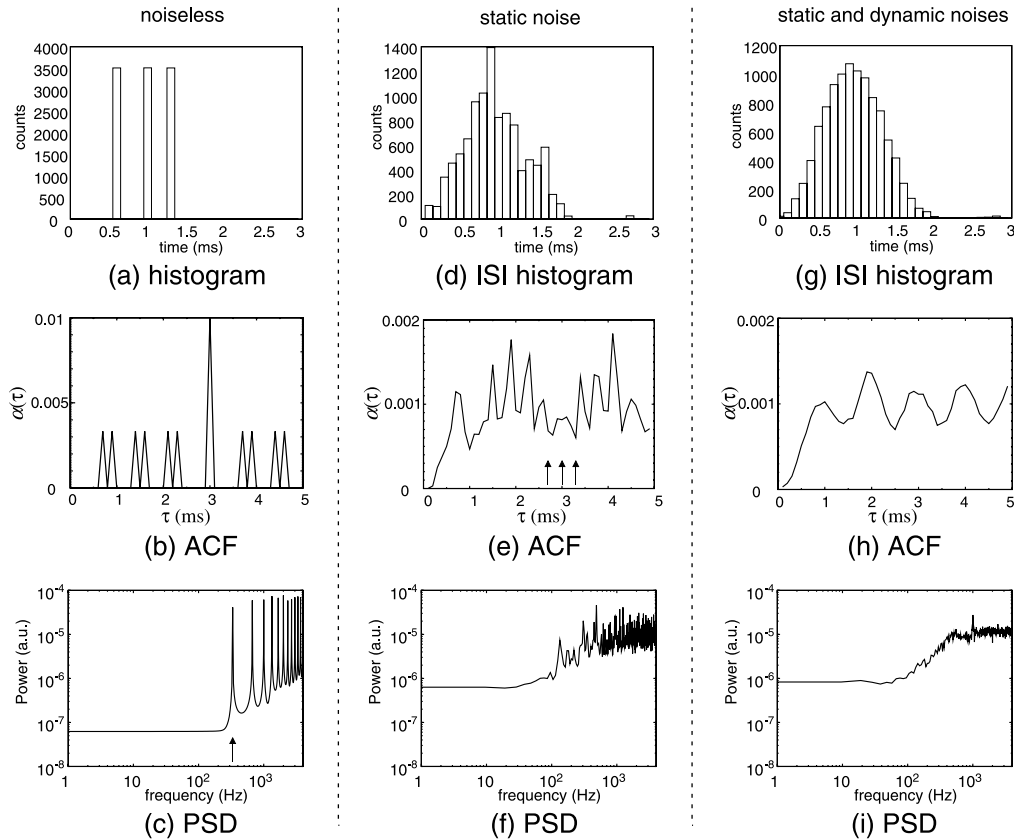 noiseless
static noise
static and dynamic noises
4000
3500
3000
2500
2000
1500
1000
500
0
counts
0 0.5 1 1.5 2 2.5 3
time (ms)
(a) histogram
1400
1200
1000
800
600
400
200
0
counts
0 0.5 1 1.5 2 2.5 3
time (ms)
(d) ISI histogram
1200
1000
800
600
400
200
0
counts
0 0.5 1 1.5 2 2.5 3
time (ms)
(g) ISI histogram
0.01
0.005
0
α(τ)
0 1 2 3 4 5
τ (ms)
(b) ACF
0.002
0.001
0
α(τ)
0 1 2 3 4 5
τ (ms)
(e) ACF
0.002
0.001
0
α(τ)
0 1 2 3 4 5
τ (ms)
(h) ACF
10⁻⁴
10⁻⁵
10⁻⁶
10⁻⁷
10⁻⁸
Power (a.u.)
1 10 10² 10³
frequency (Hz)
(c) PSD
10⁻⁴
10⁻⁵
10⁻⁶
10⁻⁷
10⁻⁸
Power (a.u.)
1 10 10² 10³
frequency (Hz)
(f) PSD
10⁻⁴
10⁻⁵
10⁻⁶
10⁻⁷
10⁻⁸
Power (a.u.)
1 10 10² 10³
frequency (Hz)
(i) PSD